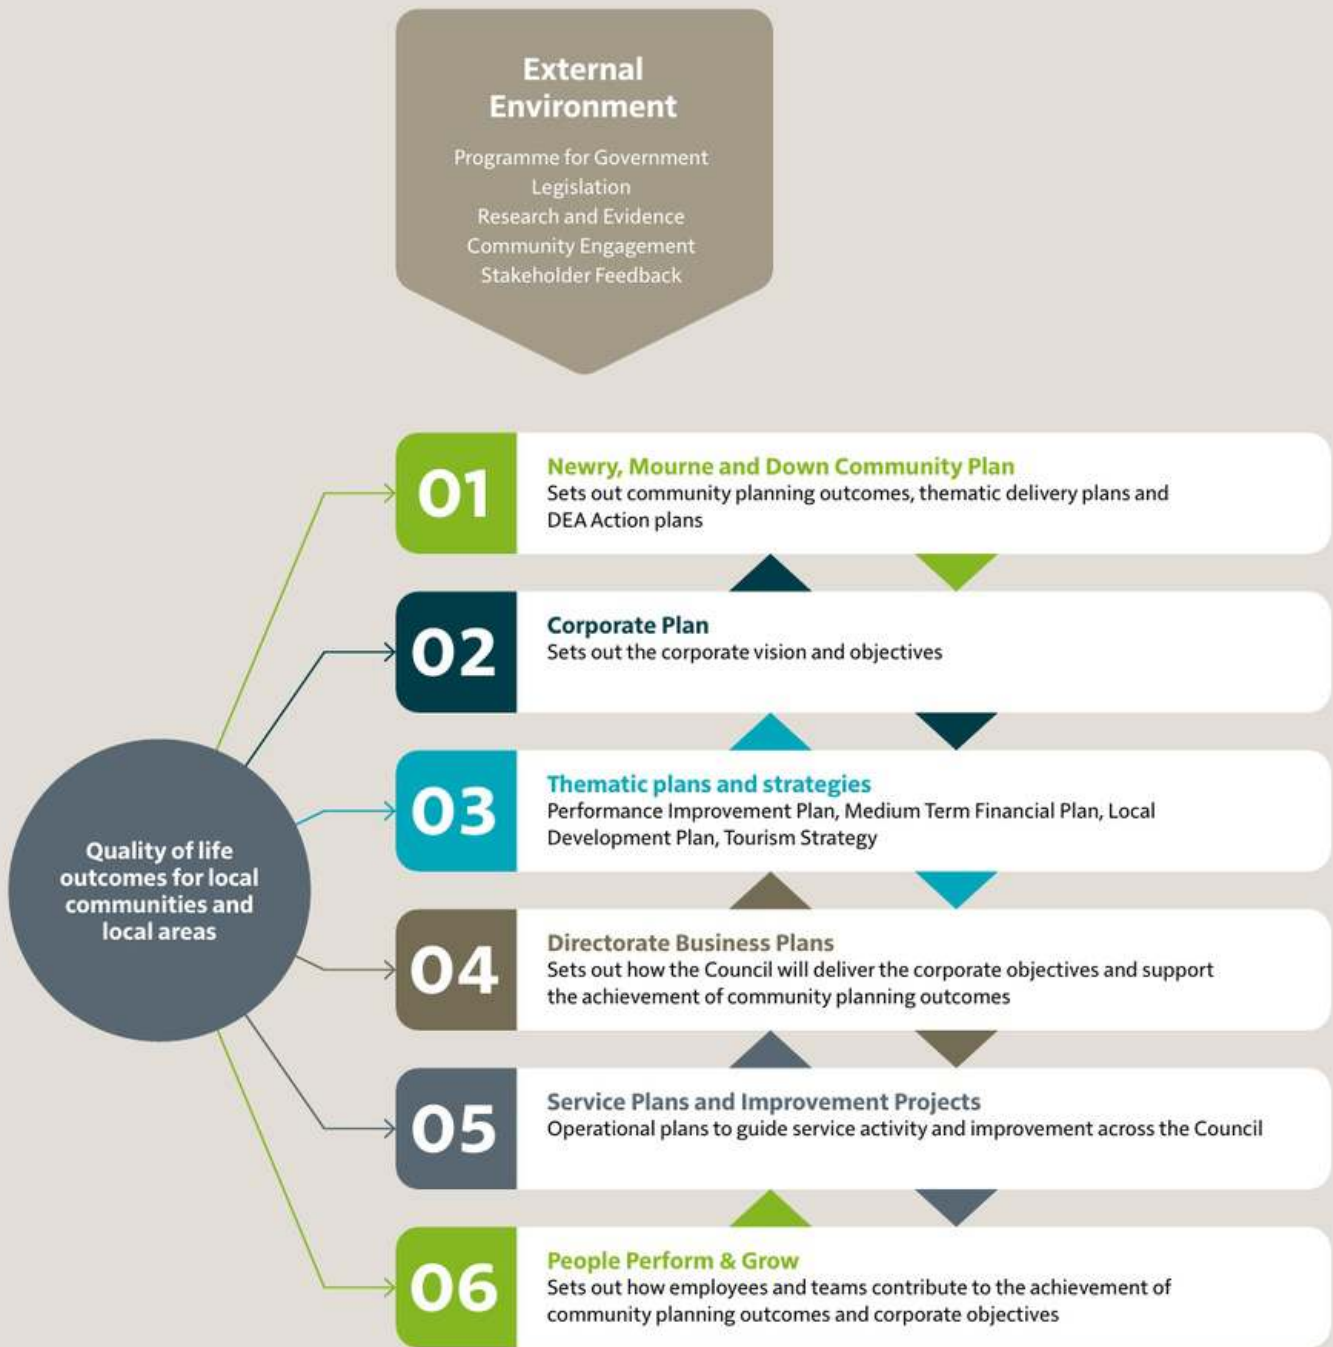 External
Environment
Programme for Government
Legislation
Research and Evidence
Community Engagement
Stakeholder Feedback
01
Newry, Mourne and Down Community Plan
Sets out community planning outcomes, thematic delivery plans and
DEA Action plans
02
Corporate Plan
Sets out the corporate vision and objectives
03
Thematic plans and strategies
Performance Improvement Plan, Medium Term Financial Plan, Local
Development Plan, Tourism Strategy
Quality of life
outcomes for local
communities and
local areas
04
Directorate Business Plans
Sets out how the Council will deliver the corporate objectives and support
the achievement of community planning outcomes
05
Service Plans and Improvement Projects
Operational plans to guide service activity and improvement across the Council
06
People Perform & Grow
Sets out how employees and teams contribute to the achievement of
community planning outcomes and corporate objectives